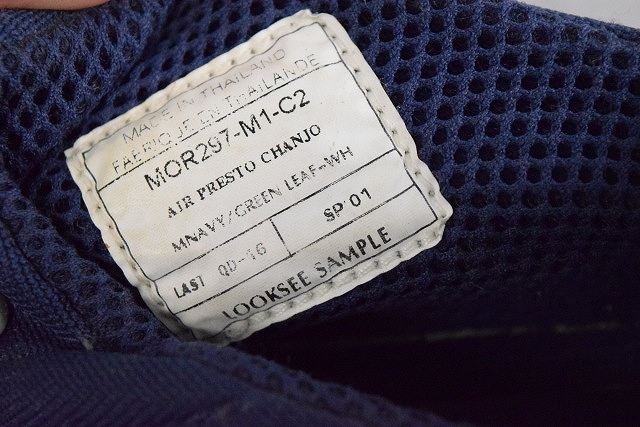 MADE IN THAILAND
FABRIQUE EN THAILANDE
MOR297-M1-C2
AIR PRESTO CHANJO
MNAVY/GREEN LEAF-WH
LAST QD-16 SP'01
LOOKSEE SAMPLE